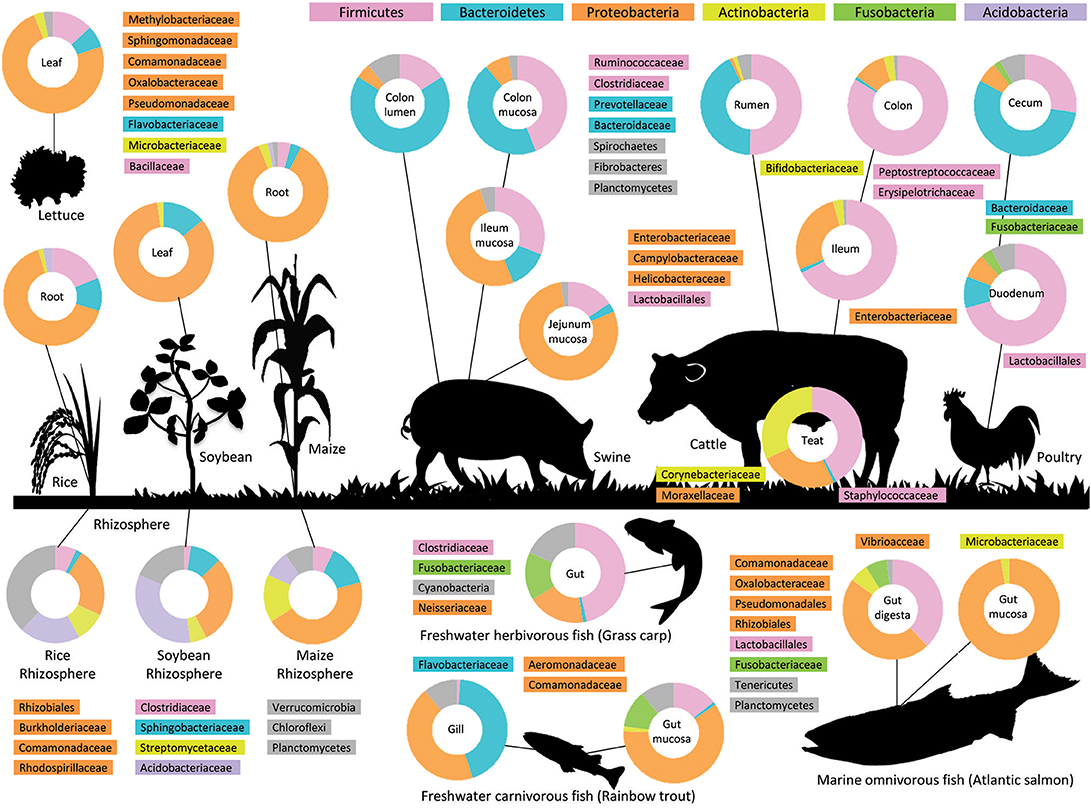 Firmicutes
Bacteroidetes
Proteobacteria
Actinobacteria
Fusobacteria
Acidobacteria
Leaf
Methylobacteriaceae
Sphingomonadaceae
Comamonadaceae
Oxalobacteraceae
Pseudomonadaceae
Flavobacteriaceae
Microbacteriaceae
Bacillaceae
Lettuce
Root
Leaf
Root
Rice
Soybean
Maize
Colon
lumen
Colon
mucosa
Ileum
mucosa
Jejunum
mucosa
Ruminococcaceae
Clostridiaceae
Prevotellaceae
Bacteroidaceae
Spirochaetes
Fibrobacteres
Planctomycetes
Enterobacteriaceae
Campylobacteraceae
Helicobacteraceae
Lactobacillales
Swine
Rumen
Colon
Cecum
Bifidobacteriaceae
Peptostreptococcaceae
Erysipelotrichaceae
Bacteroidaceae
Fusobacteriaceae
Ileum
Duodenum
Enterobacteriaceae
Lactobacillales
Teat
Cattle
Poultry
Corynebacteriaceae
Moraxellaceae
Staphylococcaceae
Rhizosphere
Rice
Rhizosphere
Soybean
Rhizosphere
Maize
Rhizosphere
Rhizobiales
Burkholderiaceae
Comamonadaceae
Rhodospirillaceae
Clostridiaceae
Sphingobacteriaceae
Streptomycetaceae
Acidobacteriaceae
Verrucomicrobia
Chloroflexi
Planctomycetes
Clostridiaceae
Fusobacteriaceae
Cyanobacteria
Neisseriaceae
Gut
Freshwater herbivorous fish (Grass carp)
Flavobacteriaceae
Aeromonadaceae
Comamonadaceae
Gill
Gut
mucosa
Freshwater carnivorous fish (Rainbow trout)
Vibrioacceae
Microbacteriaceae
Comamonadaceae
Oxalobacteraceae
Pseudomonadales
Rhizobiales
Lactobacillales
Fusobacteriaceae
Tenericutes
Planctomycetes
Gut
digesta
Gut
mucosa
Marine omnivorous fish (Atlantic salmon)